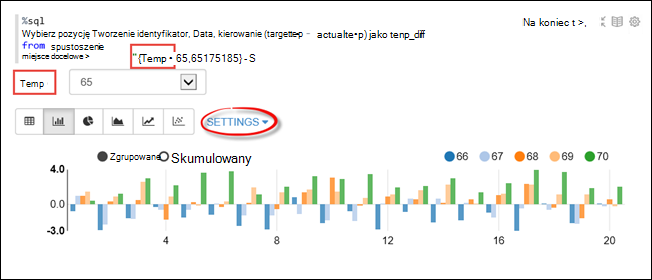 %sql
Na koniec t >,
Wybierz pozycję Tworzenie identyfikator, Data, kierowanie (targette•p - actualte•p) jako tenp_diff
from spustoszenie
miejsce docelowe > "{Temp • 65,65175185} - S
Temp 65
SETTINGS
Zgrupowane Skumulowany 66 67 68 69 70
4.0
0.0
-3.0
4 8 12 16 20